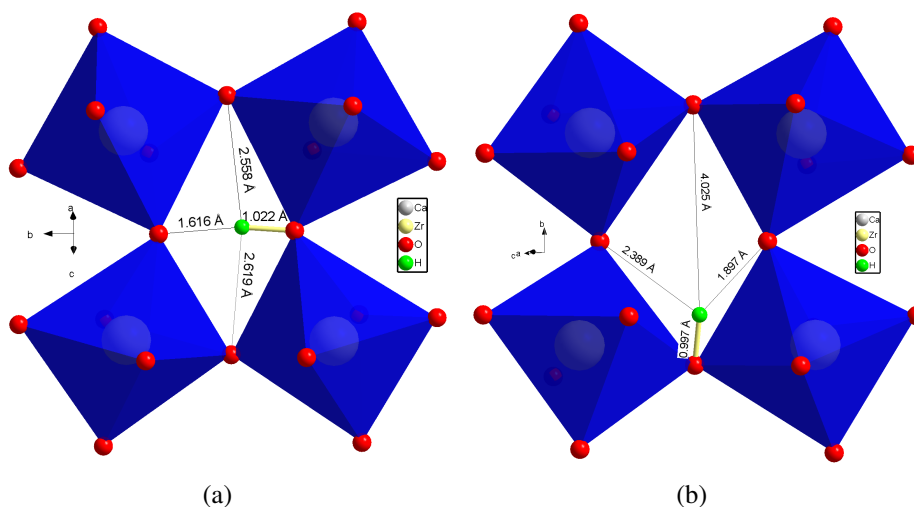 2.558 Å
1.616 Å
1.022 Å
2.619 Å
a
b
c
Ca
Zr
O
H
4.025 Å
2.389 Å
1.897 Å
0.997 Å
b
c
a
Ca
Zr
O
H
(a)
(b)